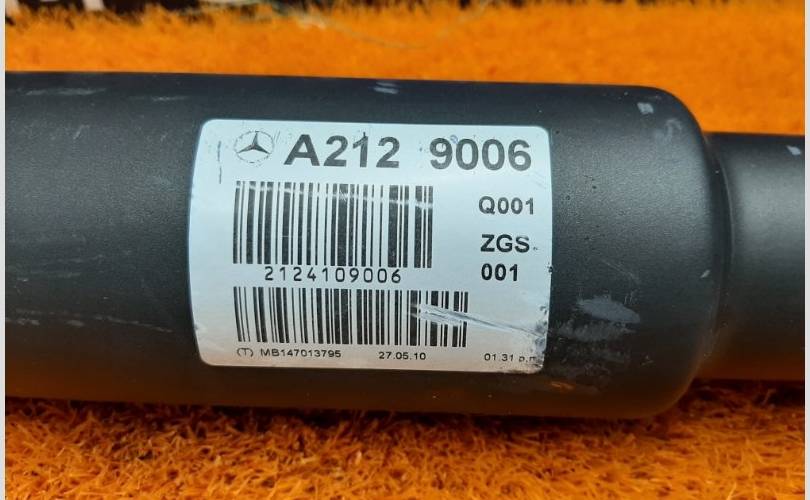 A212 9006
Q001
ZGS
001
2124109006
(T) MB147013795 27.05.10 01.31